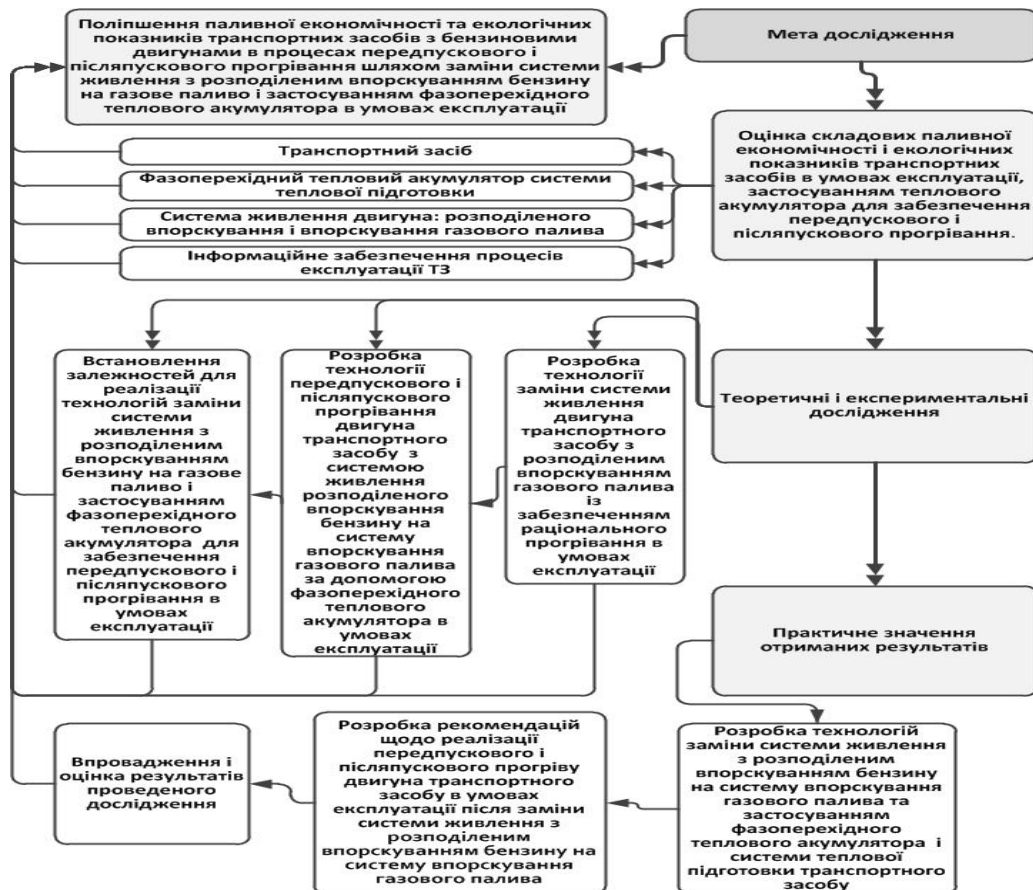 Поліпшення паливної економічності та екологічних
показників транспортних засобів з бензиновими
двигунами в процесах передпускового і
післяпускового прогрівання шляхом заміни системи
живлення з розподіленим впорскуванням бензину
на газове паливо і застосуванням фазоперехідного
теплового акумулятора в умовах експлуатації
Мета дослідження
Оцінка складових паливної
економічності і екологічних
показників транспортних
засобів в умовах експлуатації,
застосуванням теплового
акумулятора для забезпечення
передпускового і
післяпускового прогрівання.
Транспортний засіб
Фазоперехідний тепловий акумулятор системи
теплової підготовки
Система живлення двигуна: розподіленого
впорскування і впорскування газового палива
Інформаційне забезпечення процесів
експлуатації ТЗ
Встановлення
залежностей для
реалізації
технологій заміни
системи
живлення з
розподіленим
впорскуванням
бензину на газове
паливо і
застосуванням
фазоперехідного
теплового
акумулятора для
забезпечення
передпускового і
післяпускового
прогрівання в
умовах
експлуатації
Розробка
технології
передпускового і
післяпускового
прогрівання
двигуна
транспортного
засобу з
системою
живлення
розподіленого
впорскування
бензину на
систему
впорскування
газового палива
за допомогою
фазоперехідного
теплового
акумулятора в
умовах
експлуатації
Розробка
технології
заміни системи
живлення
двигуна
транспортного
засобу з
розподіленим
впорскуванням
газового палива
із
забезпеченням
раціонального
прогрівання в
умовах
експлуатації
Теоретичні і експериментальні
дослідження
Практичне значення
отриманих результатів
Впровадження і
оцінка результатів
проведеного
дослідження
Розробка рекомендацій
щодо реалізації
передпускового і
післяпускового прогріву
двигуна транспортного
засобу в умовах
експлуатації після заміни
системи живлення з
розподіленим
впорскуванням бензину на
систему впорскування
газового палива
Розробка технологій
заміни системи живлення
з розподіленим
впорскуванням бензину
на систему впорскування
газового палива та
застосуванням
фазоперехідного
теплового акумулятора і
системи теплової
підготовки транспортного
засобу